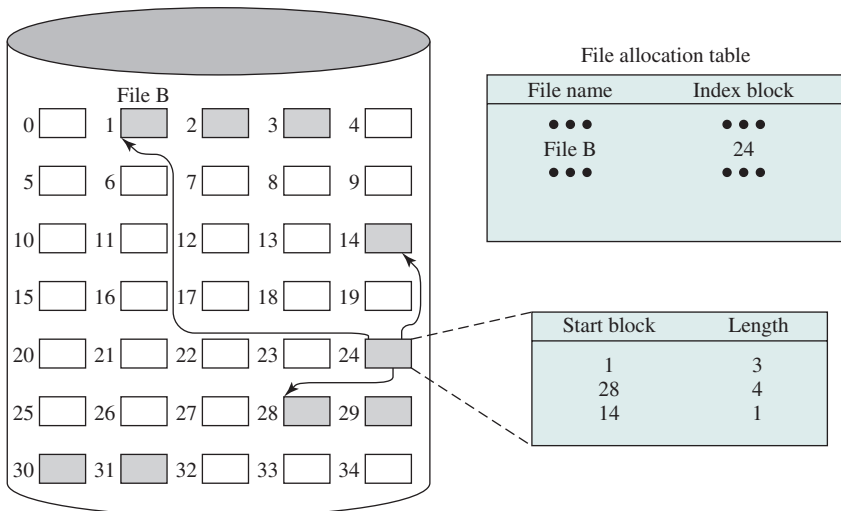 File B
0 1 2 3 4
5 6 7 8 9
10 11 12 13 14
15 16 17 18 19
20 21 22 23 24
25 26 27 28 29
30 31 32 33 34
File allocation table
File name Index block
••• •••
File B 24
••• •••
Start block Length
1 3
28 4
14 1